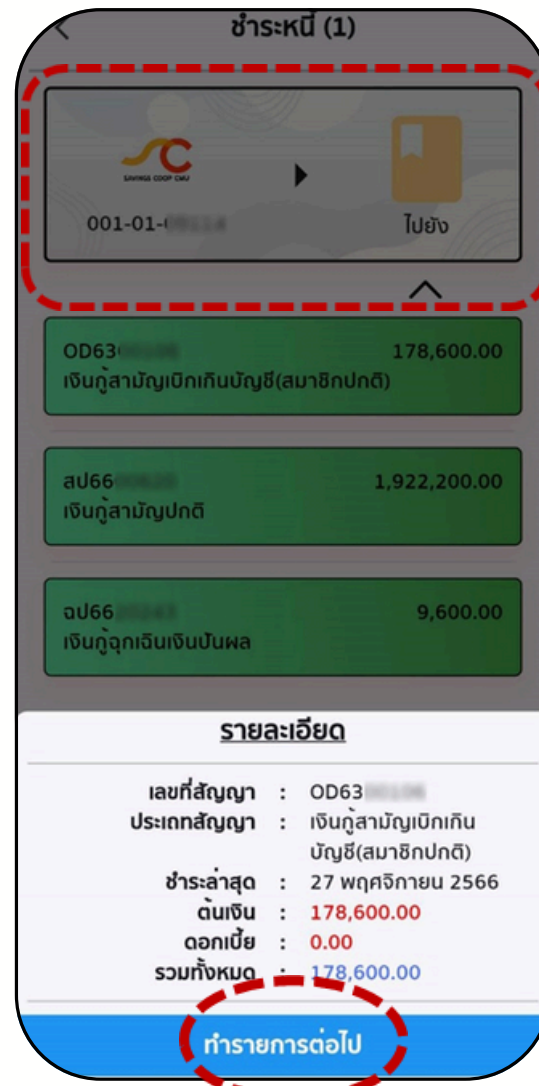 ชำระหนี้ (1)
SAVINGS COOP CMU
001-01-
ไปยัง
OD63 178,600.00
เงินกู้สามัญเบิกเกินบัญชี(สมาชิกปกติ)
สป66 1,922,200.00
เงินกู้สามัญปกติ
ฉป66 9,600.00
เงินกู้ฉุกเฉินเงินปันผล
รายละเอียด
เลขที่สัญญา : OD63
ประเภทสัญญา : เงินกู้สามัญเบิกเกิน
บัญชี(สมาชิกปกติ)
ชำระล่าสุด : 27 พฤศจิกายน 2566
ต้นเงิน : 178,600.00
ดอกเบี้ย : 0.00
รวมทั้งหมด : 178,600.00
ทำรายการต่อไป